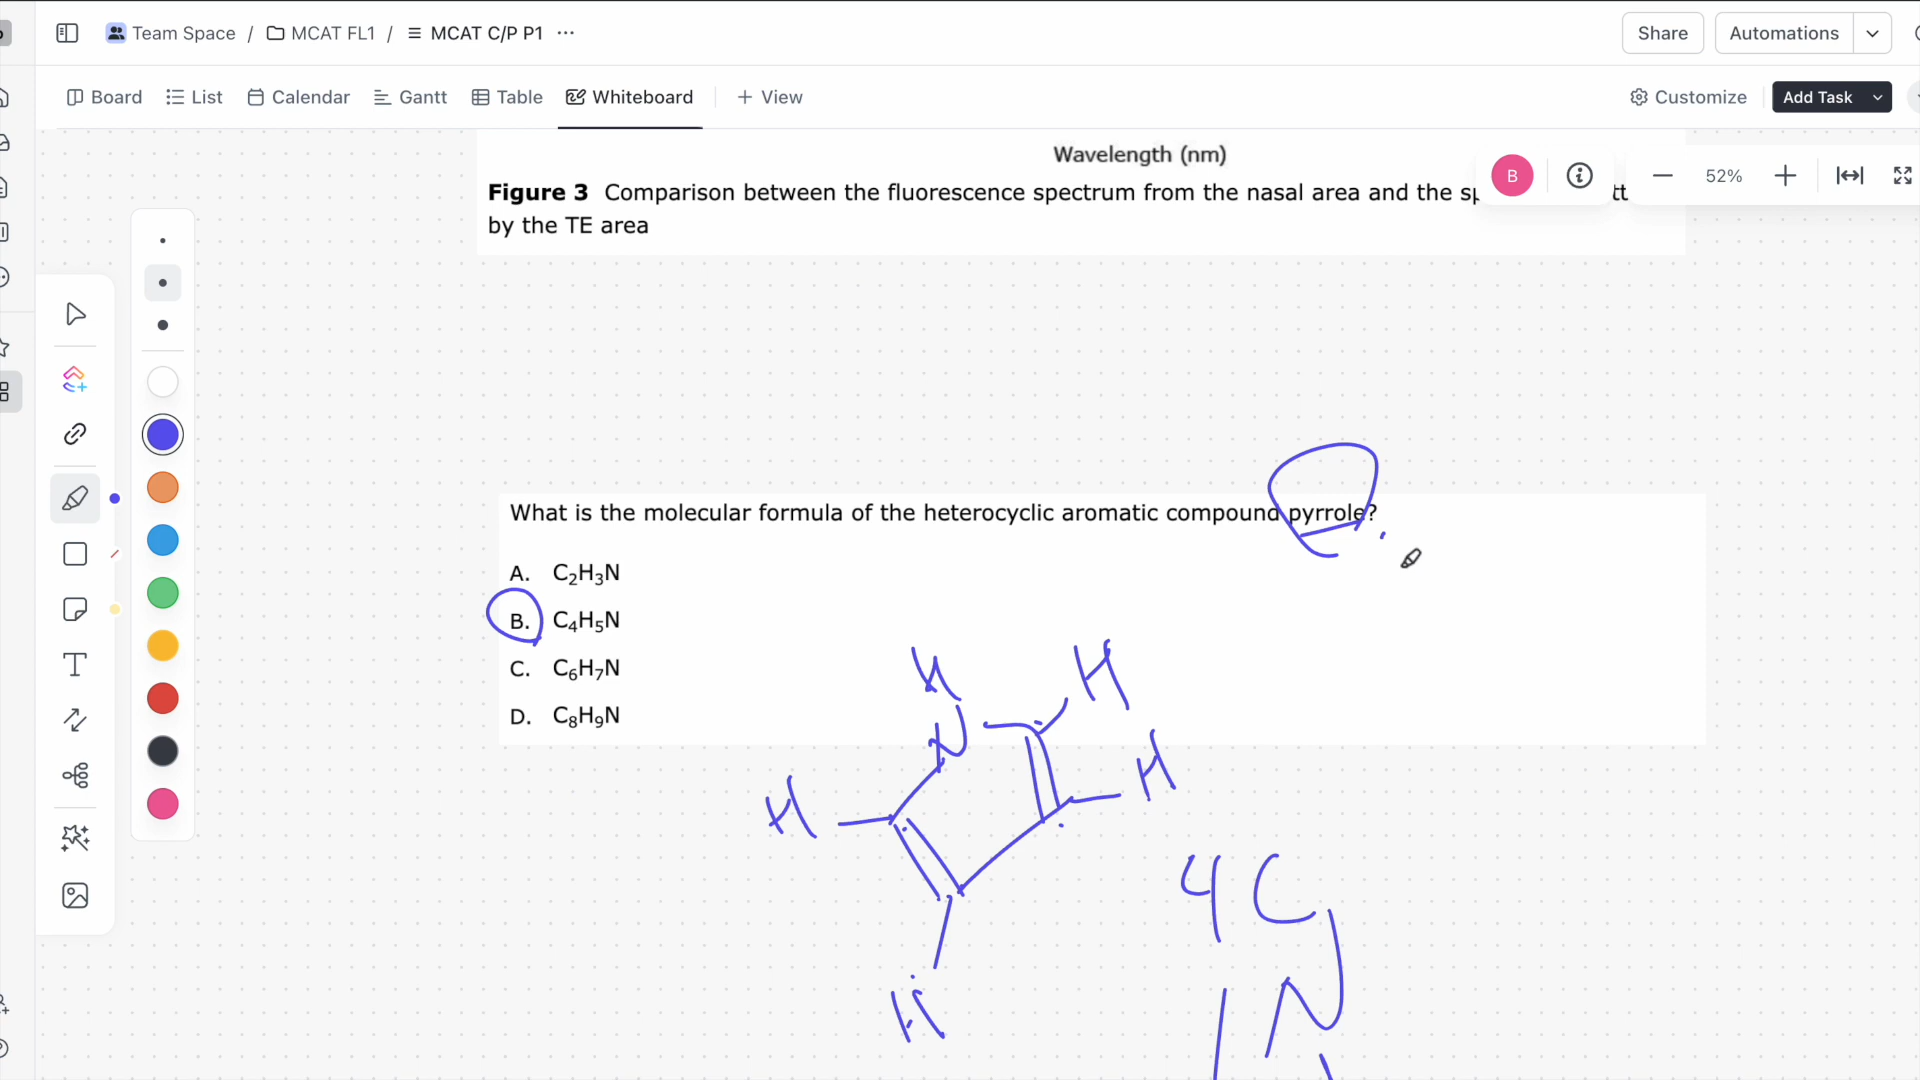 Team Space / MCAT FL1 / MCAT C/P P1 ...
Share
Automations
Board
List
Calendar
Gantt
Table
Whiteboard
+ View
Customize
Add Task
Wavelength (nm)
B
52%
Figure 3 Comparison between the fluorescence spectrum from the nasal area and the
by the TE area
What is the molecular formula of the heterocyclic aromatic compound pyrrole?
A. C₂H₃N
B. C₄H₅N
C. C₆H₇N
D. C₈H₉N
H
H
N
H
H
4C
H
1N